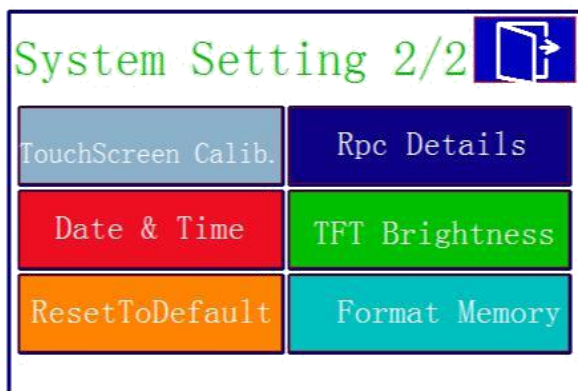 System Setting 2/2
TouchScreen Calib.
Rpc Details
Date & Time
TFT Brightness
ResetToDefault
Format Memory